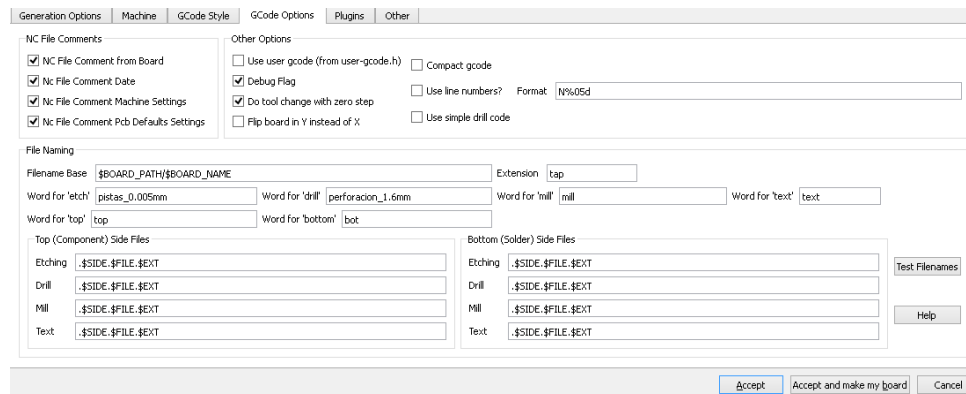 Generation Options Machine GCode Style GCode Options Plugins Other
NC File Comments
NC File Comment from Board
Nc File Comment Date
Nc File Comment Machine Settings
Nc File Comment Pcb Defaults Settings
Other Options
Use user gcode (from user-gcode.h)
Debug Flag
Do tool change with zero step
Flip board in Y instead of X
Compact gcode
Use line numbers? Format N%05d
Use simple drill code
File Naming
Filename Base $BOARD_PATH/$BOARD_NAME Extension tap
Word for 'etch' pistas_0.005mm Word for 'drill' perforacion_1.6mm Word for 'mill' mill Word for 'text' text
Word for 'top' top Word for 'bottom' bot
Top (Component) Side Files
Etching .$SIDE.$FILE.$EXT
Drill .$SIDE.$FILE.$EXT
Mill .$SIDE.$FILE.$EXT
Text .$SIDE.$FILE.$EXT
Bottom (Solder) Side Files
Etching .$SIDE.$FILE.$EXT
Drill .$SIDE.$FILE.$EXT
Mill .$SIDE.$FILE.$EXT
Text .$SIDE.$FILE.$EXT
Test Filenames
Help
Accept Accept and make my board Cancel